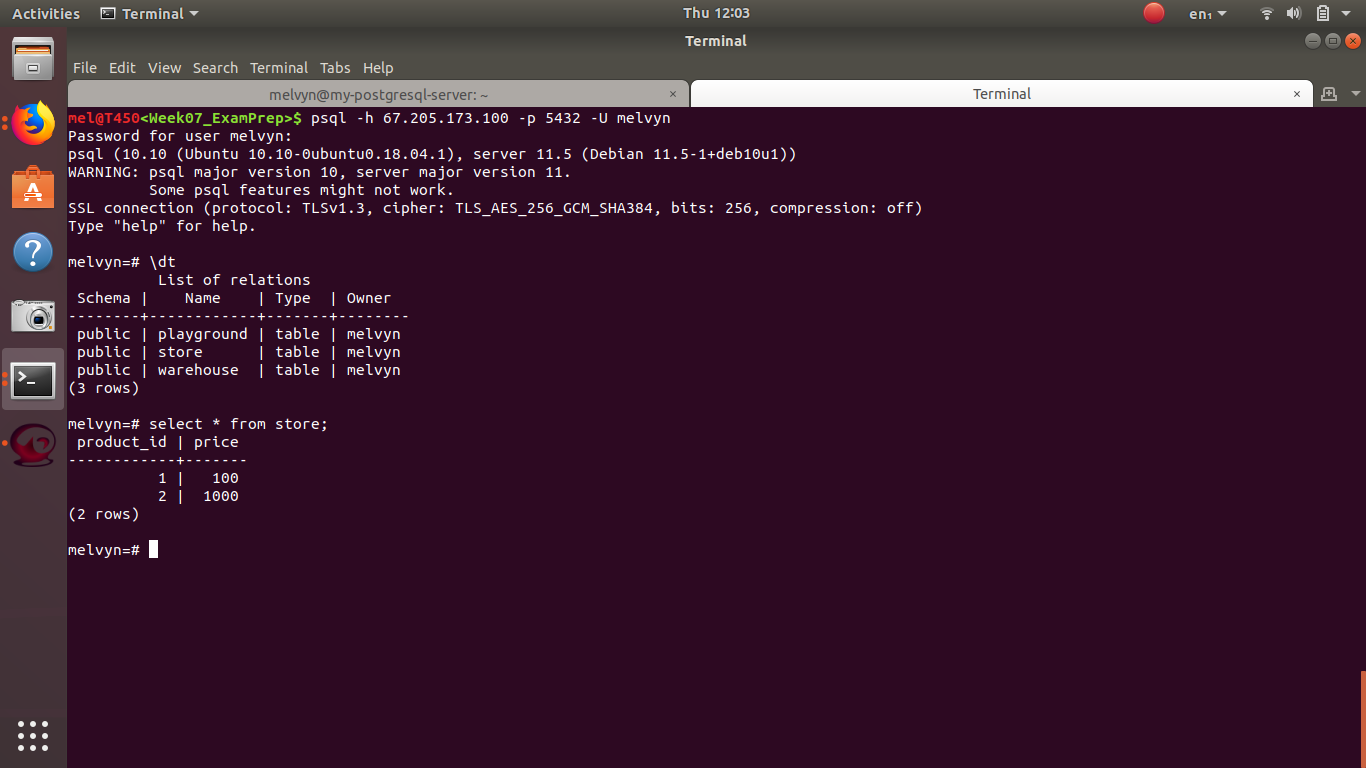 Activities Terminal Thu 12:03 en₁
Terminal
File Edit View Search Terminal Tabs Help
melvyn@my-postgresql-server: ~ × Terminal ×
mel@T450<Week07_ExamPrep>$ psql -h 67.205.173.100 -p 5432 -U melvyn
Password for user melvyn:
psql (10.10 (Ubuntu 10.10-0ubuntu0.18.04.1), server 11.5 (Debian 11.5-1+deb10u1))
WARNING: psql major version 10, server major version 11.
         Some psql features might not work.
SSL connection (protocol: TLSv1.3, cipher: TLS_AES_256_GCM_SHA384, bits: 256, compression: off)
Type "help" for help.

melvyn=# \dt
          List of relations
 Schema |    Name    | Type  | Owner
--------+------------+-------+--------
 public | playground | table | melvyn
 public | store      | table | melvyn
 public | warehouse  | table | melvyn
(3 rows)

melvyn=# select * from store;
 product_id | price
------------+-------
          1 |   100
          2 |  1000
(2 rows)

melvyn=#